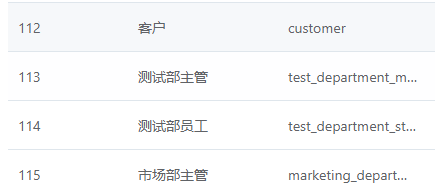 112 客户 customer
113 测试部主管 test_department_m...
114 测试部员工 test_department_st...
115 市场部主管 marketing_depart...